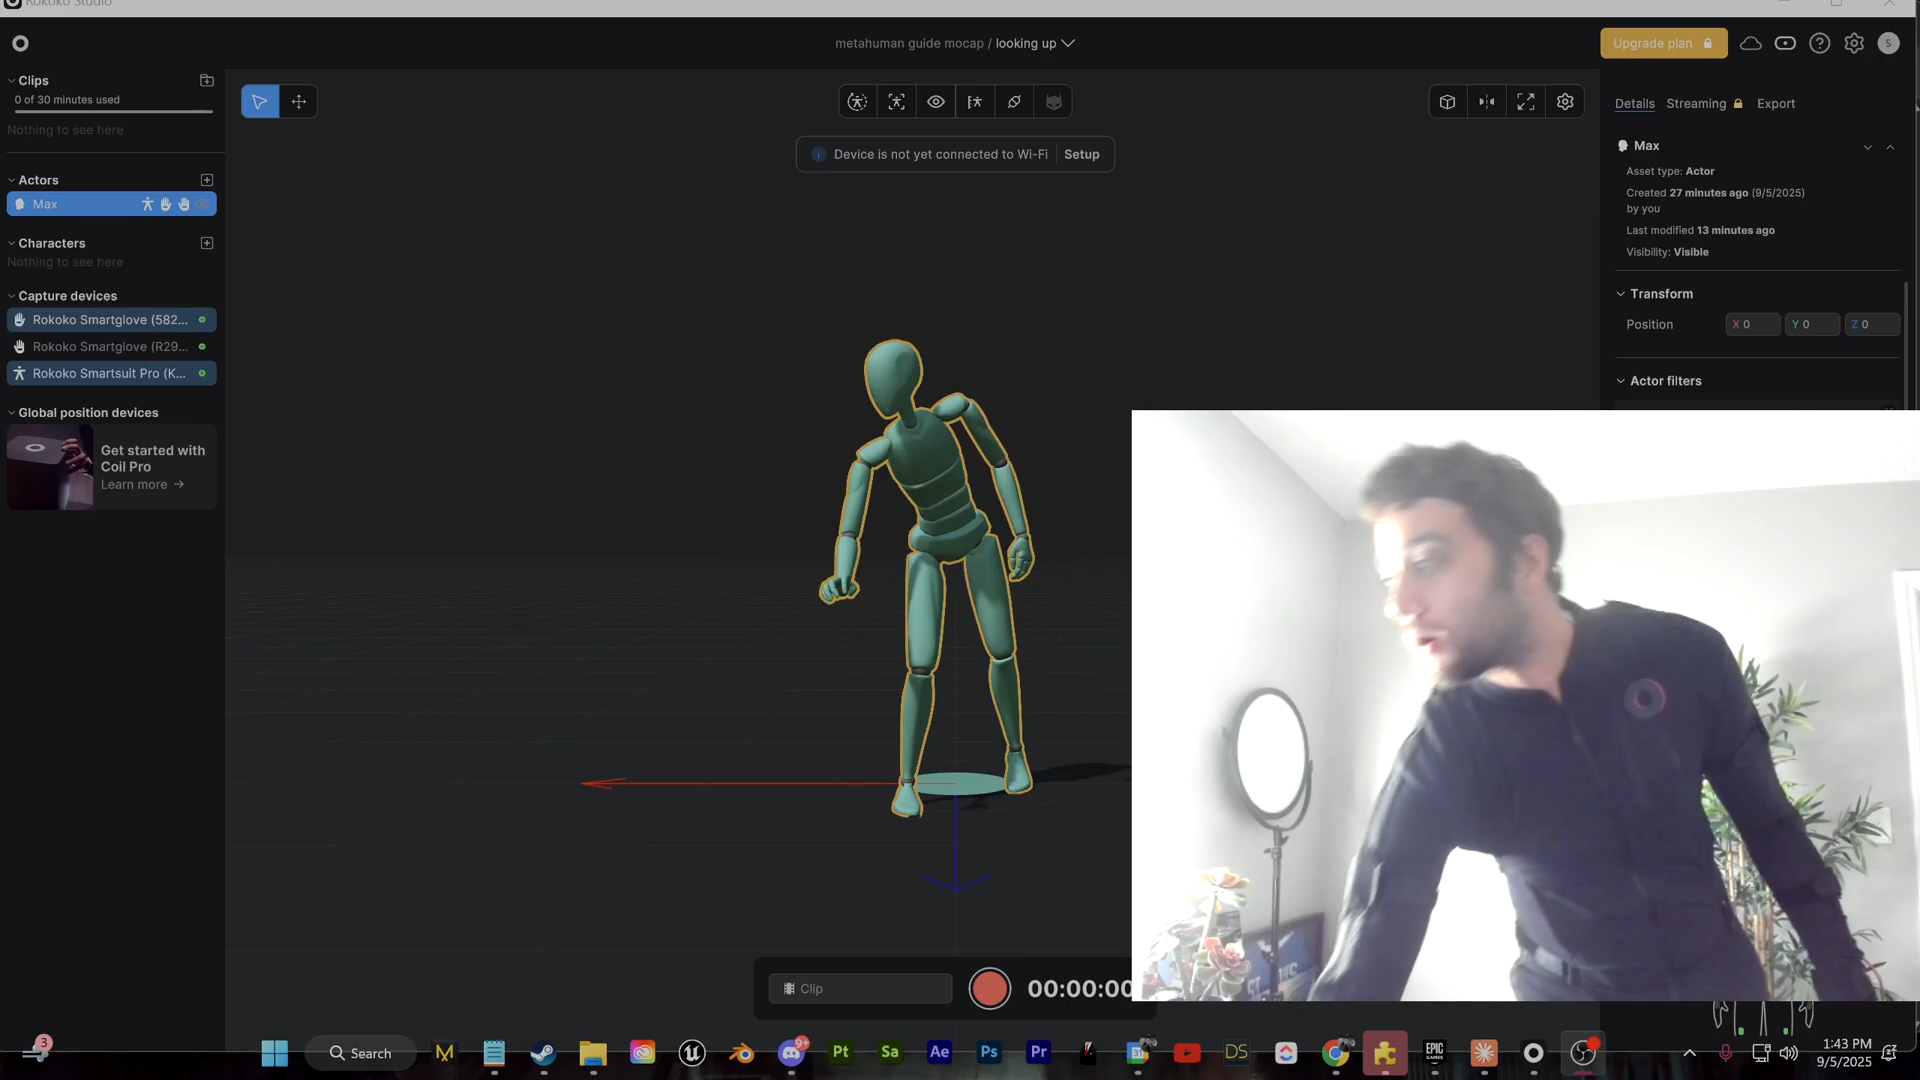 Rokoko Studio
metahuman guide mocap / looking up
Upgrade plan
S
Clips
0 of 30 minutes used
Nothing to see here
Actors
Max
Characters
Nothing to see here
Capture devices
Rokoko Smartglove (582...
Rokoko Smartglove (R29...
Rokoko Smartsuit Pro (K...
Global position devices
Get started with
Coil Pro
Learn more →
Device is not yet connected to Wi-Fi
Setup
Details Streaming Export
Max
Asset type: Actor
Created 27 minutes ago (9/5/2025)
by you
Last modified 13 minutes ago
Visibility: Visible
Transform
Position X 0 Y 0 Z 0
Actor filters
Clip
00:00:00
3
Search
M
9+
Pt
Sa
Ae
Ps
Pr
DS
EPIC
GAMES
1:43 PM
9/5/2025